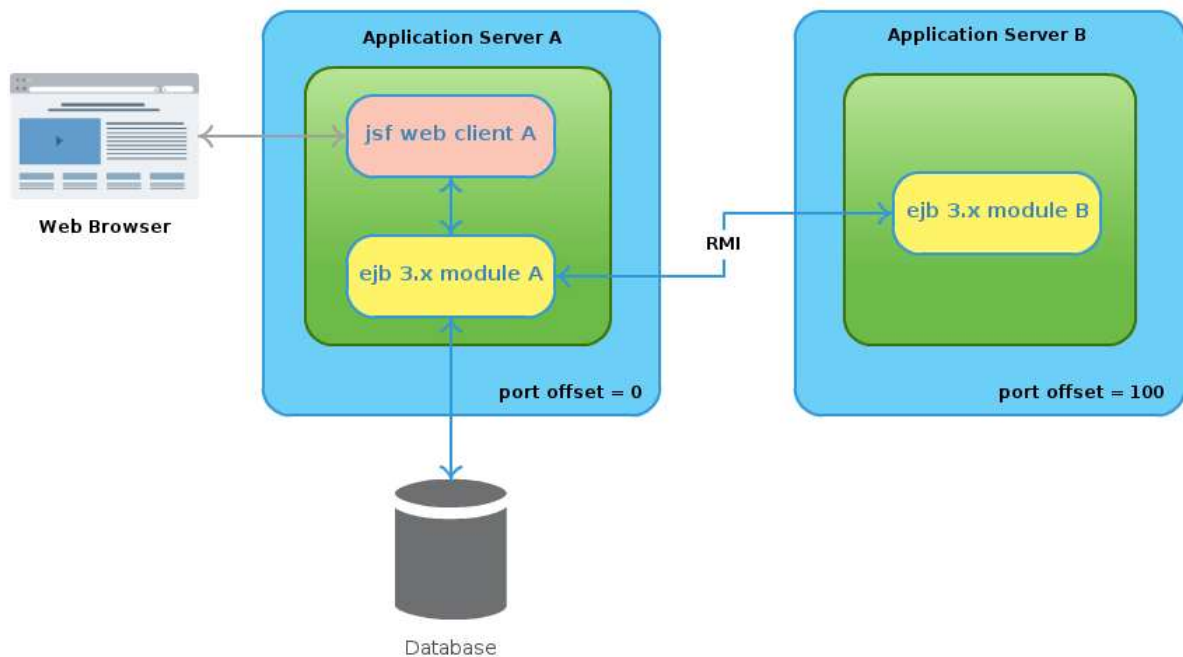 Application Server A
Application Server B
jsf web client A
Web Browser
ejb 3.x module B
RMI
ejb 3.x module A
port offset = 0
port offset = 100
Database